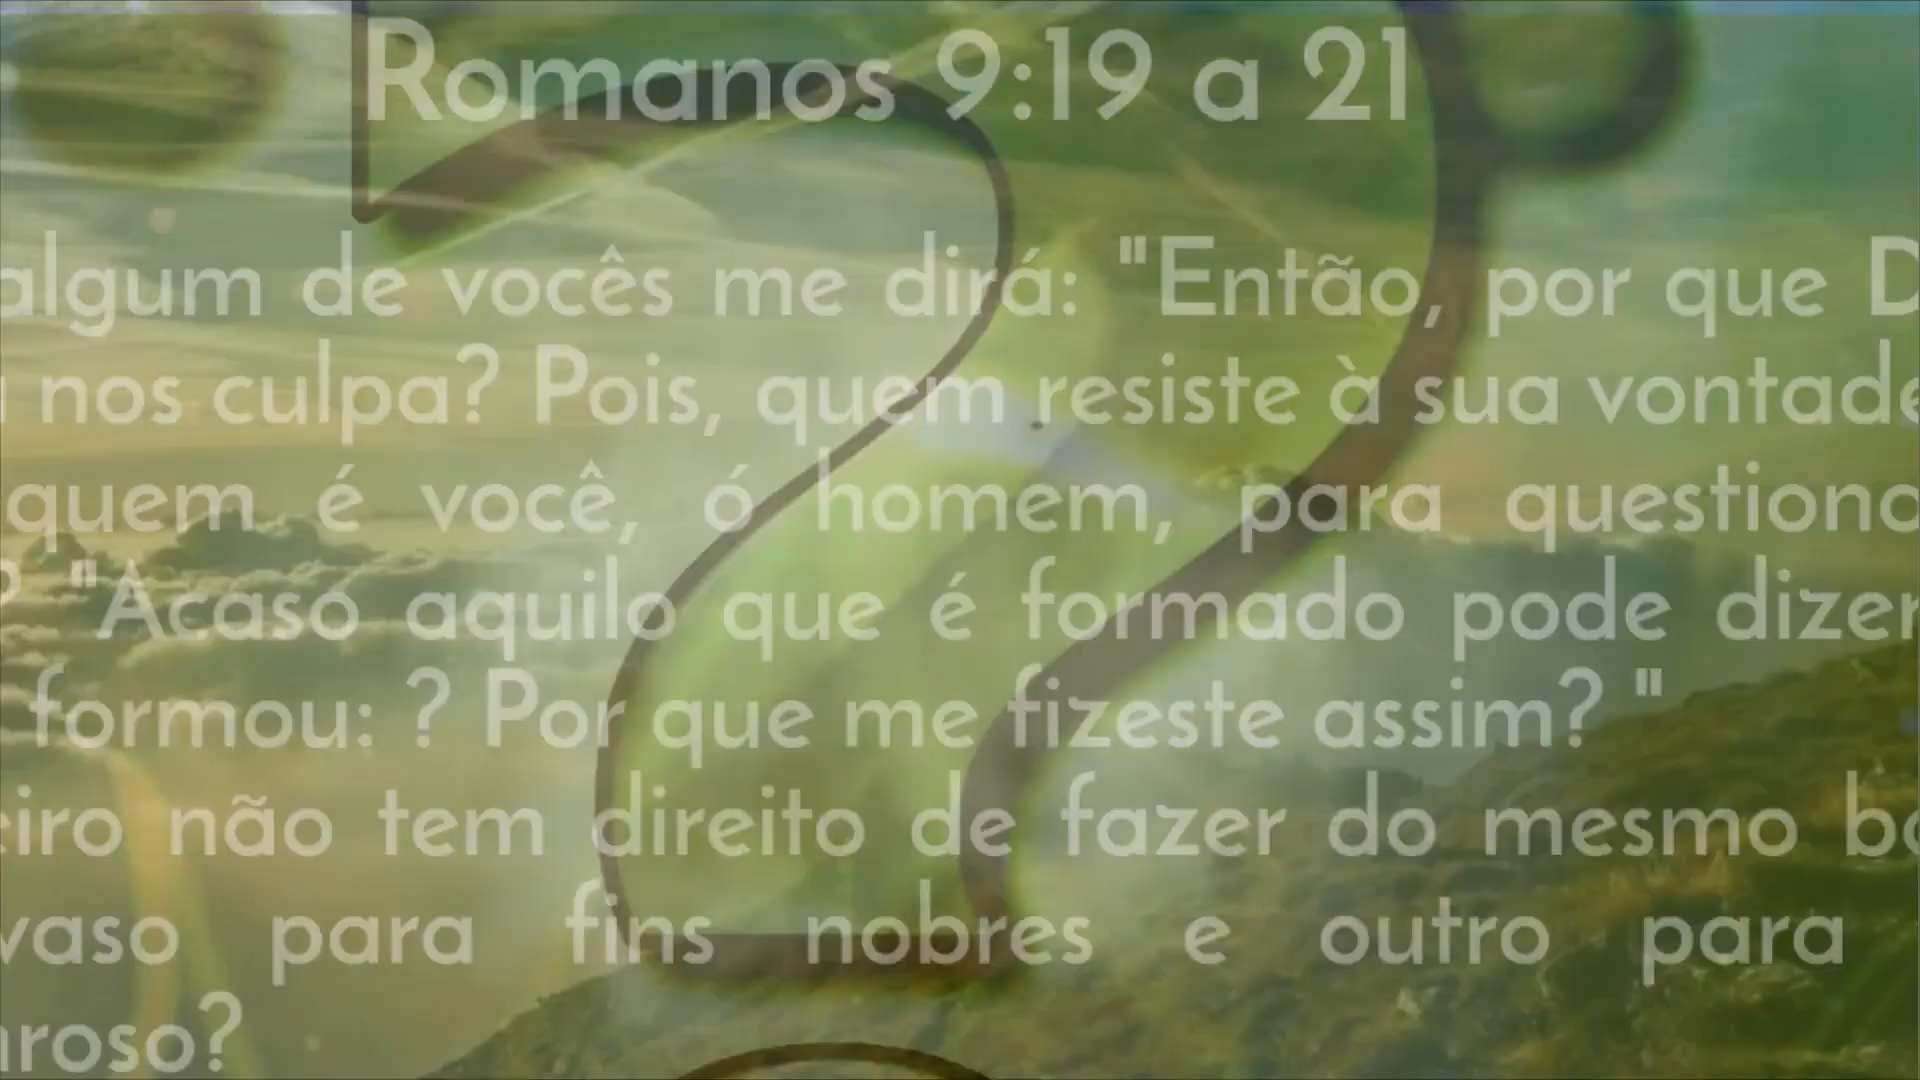 Romanos 9:19 a 21
algum de vocês me dirá: "Então, por que D
nos culpa? Pois, quem resiste à sua vontade
quem é você, ó homem, para questiona
? "Acaso aquilo que é formado pode dizer
formou: ? Por que me fizeste assim? "
eiro não tem direito de fazer do mesmo ba
vaso para fins nobres e outro para
roso?